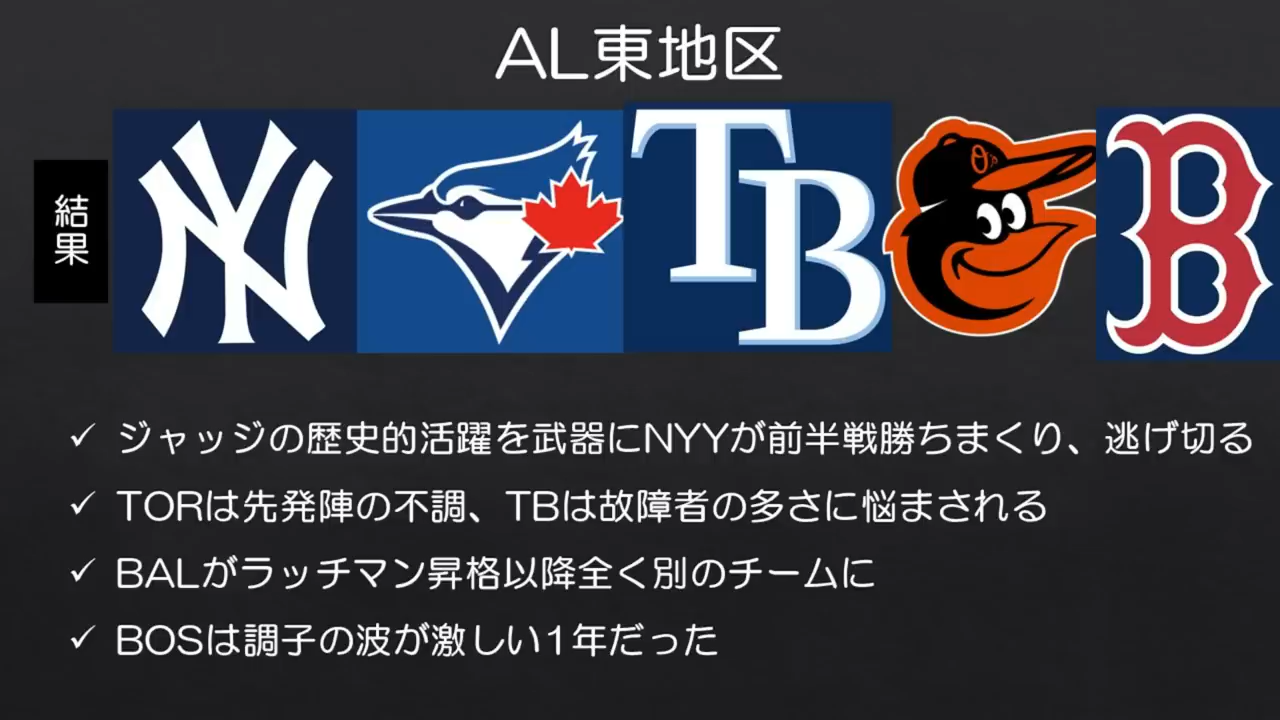 AL東地区
結果
NY
TB
B
ジャッジの歴史的活躍を武器にNYYが前半戦勝ちまくり、逃げ切る
TORは先発陣の不調、TBは故障者の多さに悩まされる
BALがラッチマン昇格以降全く別のチームに
BOSは調子の波が激しい1年だった